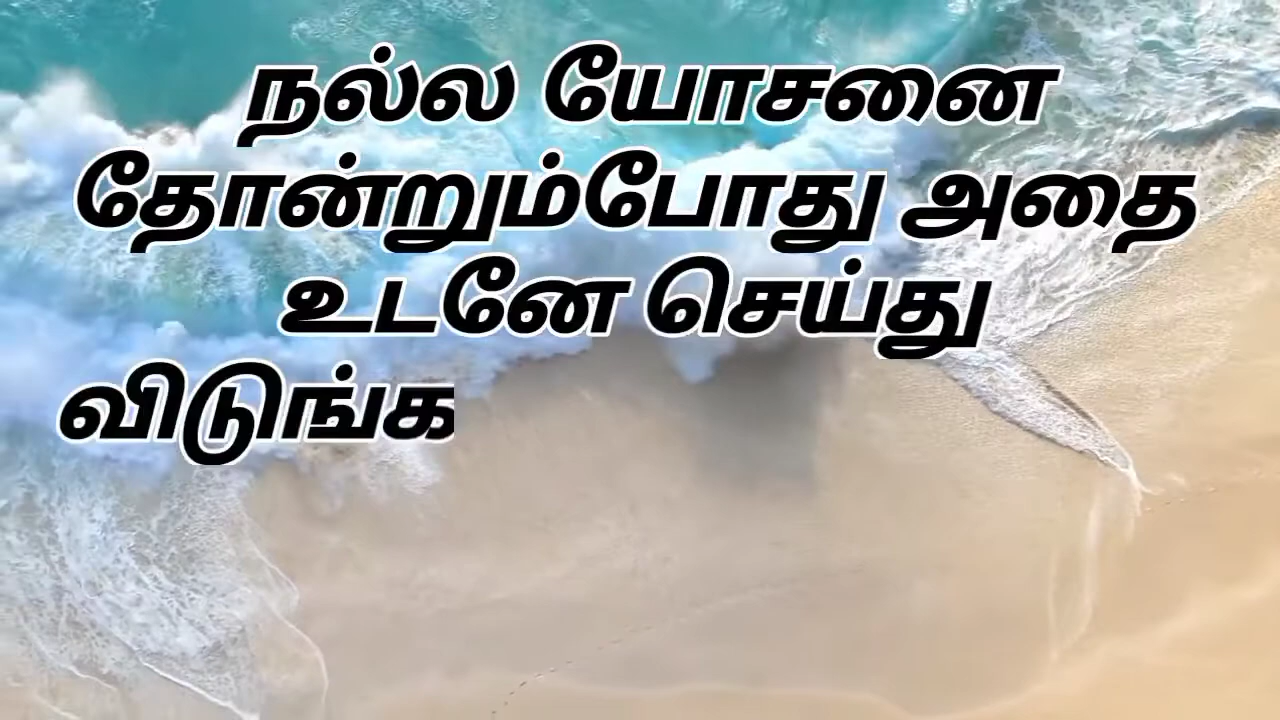 நல்ல யோசனை
தோன்றும்போது அதை
உடனே செய்து
விடுங்க